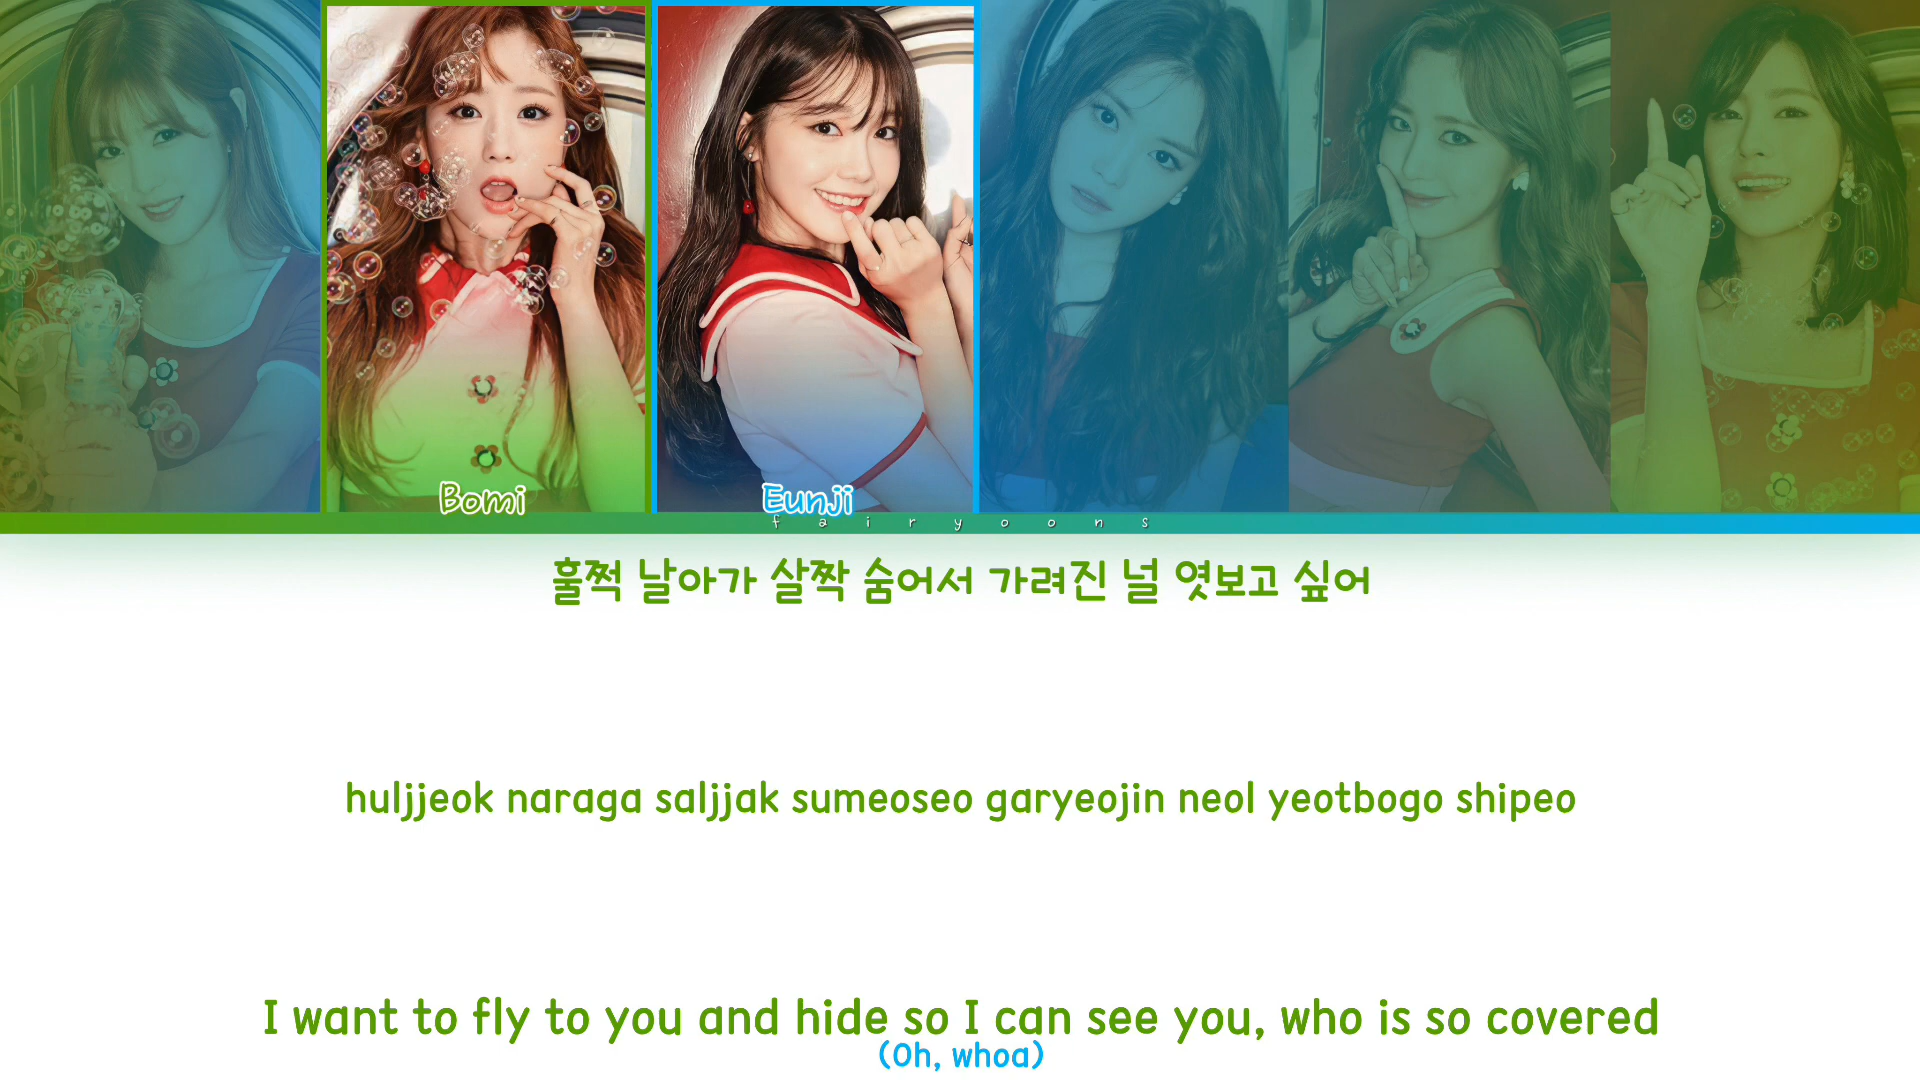 Bomi
Eunji
fairyoons
훌쩍 날아가 살짝 숨어서 가려진 널 엿보고 싶어
huljjeok naraga saljjak sumeoseo garyeojin neol yeotbogo shipeo
I want to fly to you and hide so I can see you, who is so covered
(Oh, whoa)